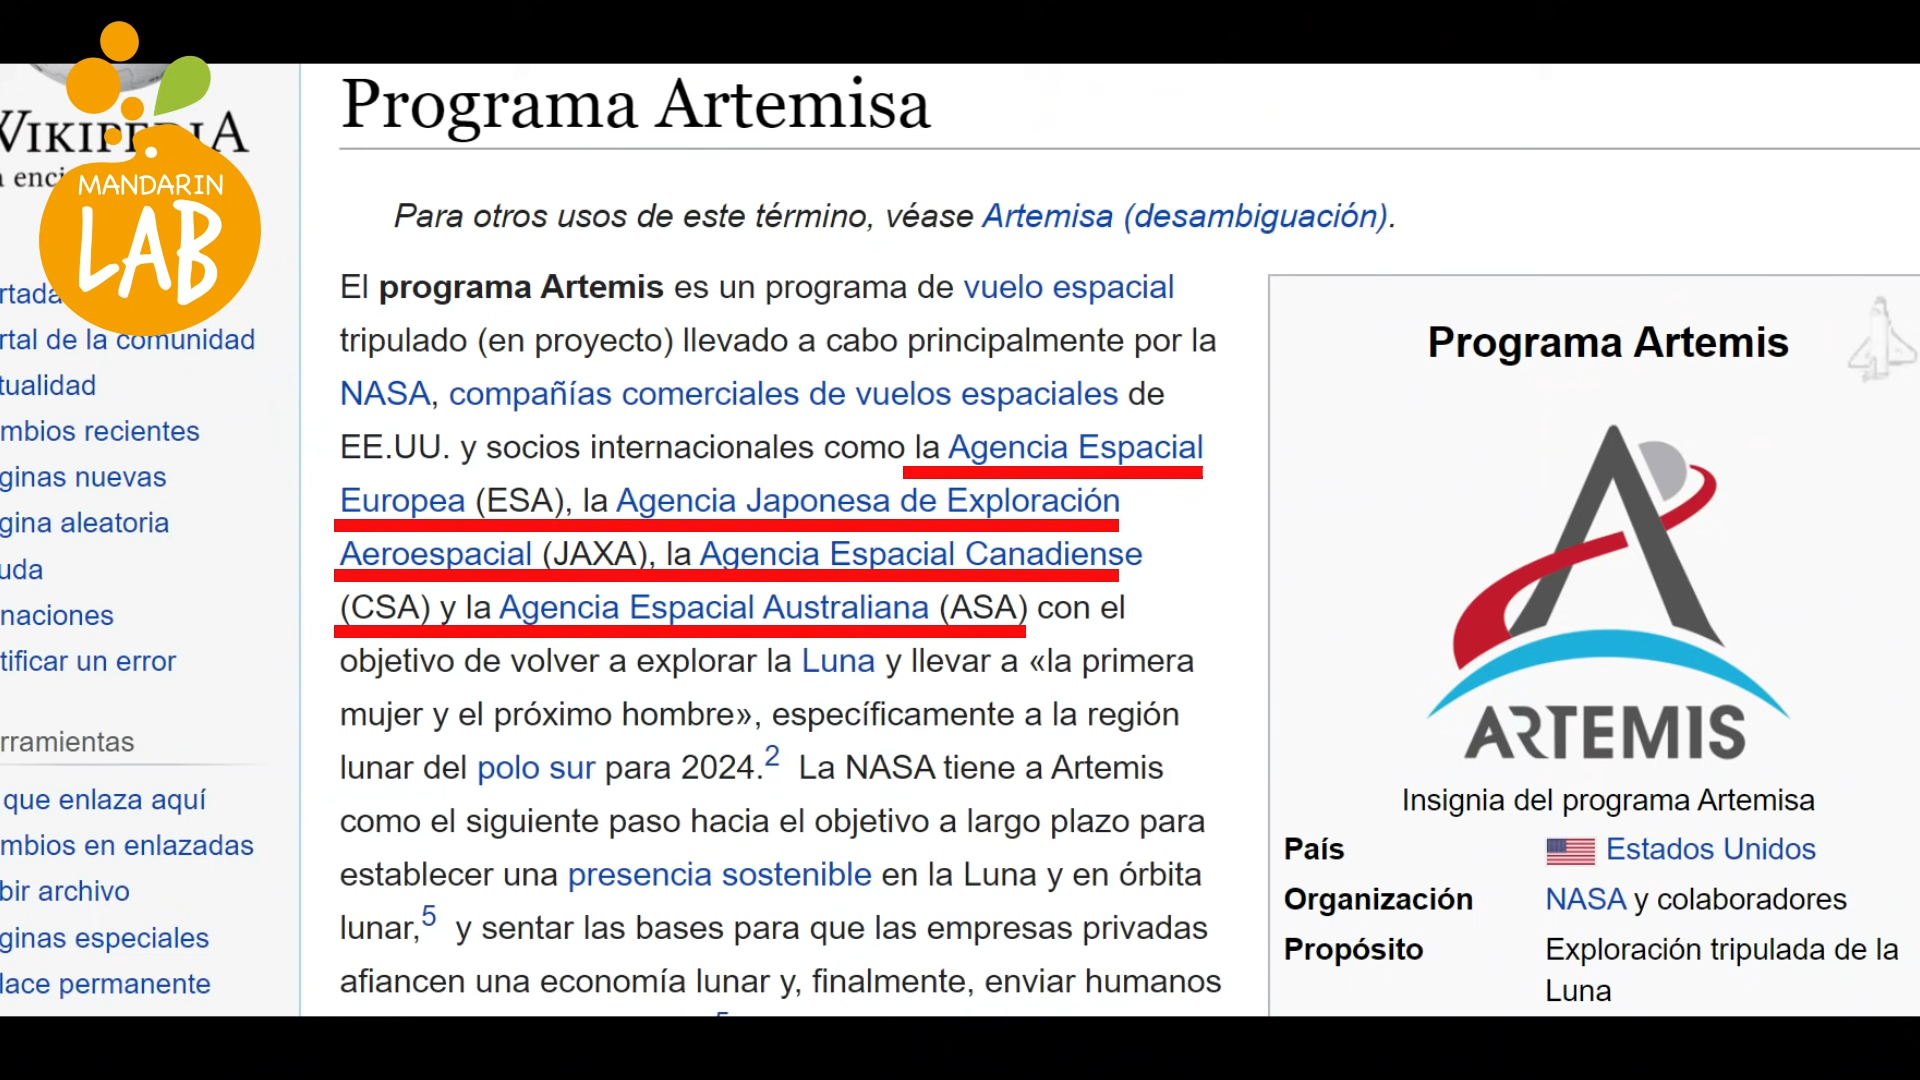 WIKIPEDIA
MANDARIN
LAB
Programa Artemisa
Para otros usos de este término, véase Artemisa (desambiguación).
El programa Artemis es un programa de vuelo espacial
tripulado (en proyecto) llevado a cabo principalmente por la
NASA, compañías comerciales de vuelos espaciales de
EE.UU. y socios internacionales como la Agencia Espacial
Europea (ESA), la Agencia Japonesa de Exploración
Aeroespacial (JAXA), la Agencia Espacial Canadiense
(CSA) y la Agencia Espacial Australiana (ASA) con el
objetivo de volver a explorar la Luna y llevar a «la primera
mujer y el próximo hombre», específicamente a la región
lunar del polo sur para 2024.2 La NASA tiene a Artemis
como el siguiente paso hacia el objetivo a largo plazo para
establecer una presencia sostenible en la Luna y en órbita
lunar,5 y sentar las bases para que las empresas privadas
afiancen una economía lunar y, finalmente, enviar humanos
rtada
rtal de la comunidad
tualidad
mbios recientes
ginas nuevas
gina aleatoria
uda
naciones
tificar un error
rramientas
que enlaza aquí
mbios en enlazadas
bir archivo
ginas especiales
lace permanente
Programa Artemis
ARTEMIS
Insignia del programa Artemisa
País Estados Unidos
Organización NASA y colaboradores
Propósito Exploración tripulada de la
Luna